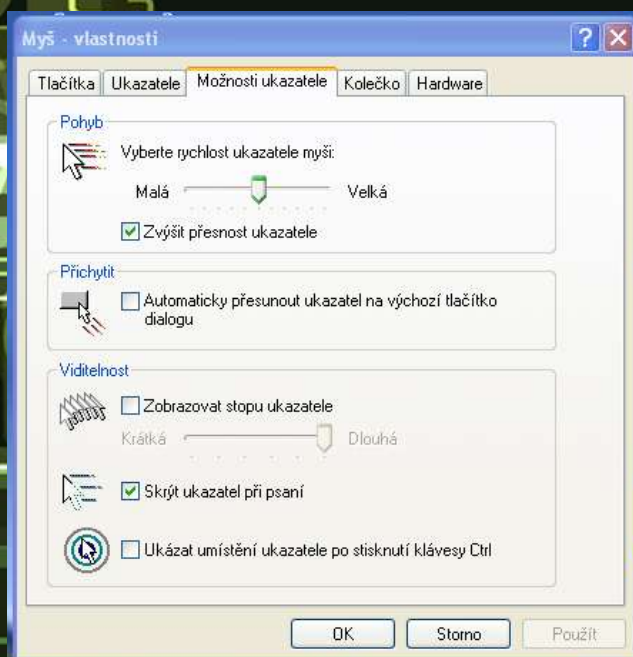 Myš - vlastnosti
Tlačítka Ukazatele Možnosti ukazatele Kolečko Hardware
Pohyb
Vyberte rychlost ukazatele myši:
Malá Velká
Zvýšit přesnost ukazatele
Přichytit
Automaticky přesunout ukazatel na výchozí tlačítko
dialogu
Viditelnost
Zobrazovat stopu ukazatele
Krátká Dlouhá
Skrýt ukazatel při psaní
Ukázat umístění ukazatele po stisknutí klávesy Ctrl
OK Storno Použít